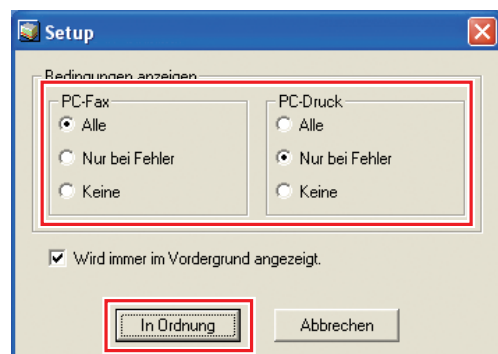 Setup
Bedingungen anzeigen
PC-Fax
Alle
Nur bei Fehler
Keine
PC-Druck
Alle
Nur bei Fehler
Keine
Wird immer im Vordergrund angezeigt.
In Ordnung
Abbrechen